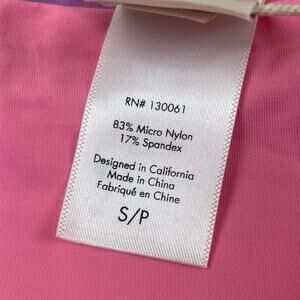 RN# 130061
83% Micro Nylon
17% Spandex
Designed in California
Made in China
Fabriqué en Chine
S/P